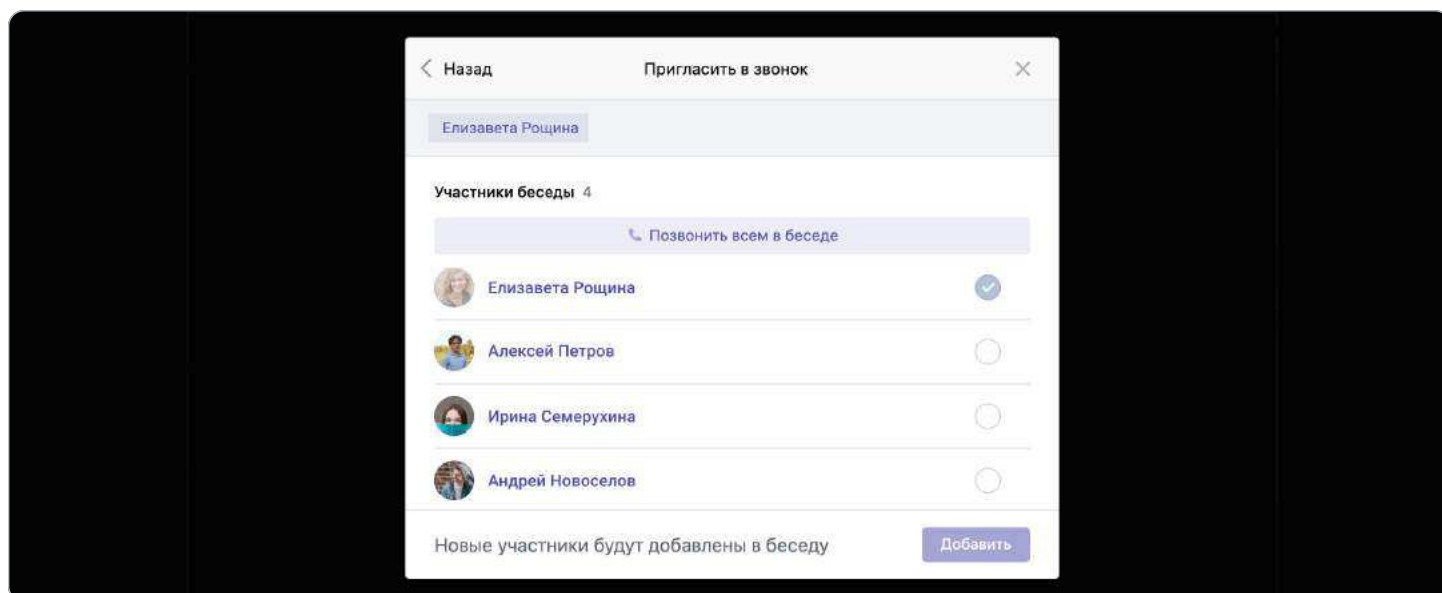 Назад
Пригласить в звонок
Елизавета Рощина
Участники беседы 4
Позвонить всем в беседе
Елизавета Рощина
Алексей Петров
Ирина Семерухина
Андрей Новоселов
Новые участники будут добавлены в беседу
Добавить